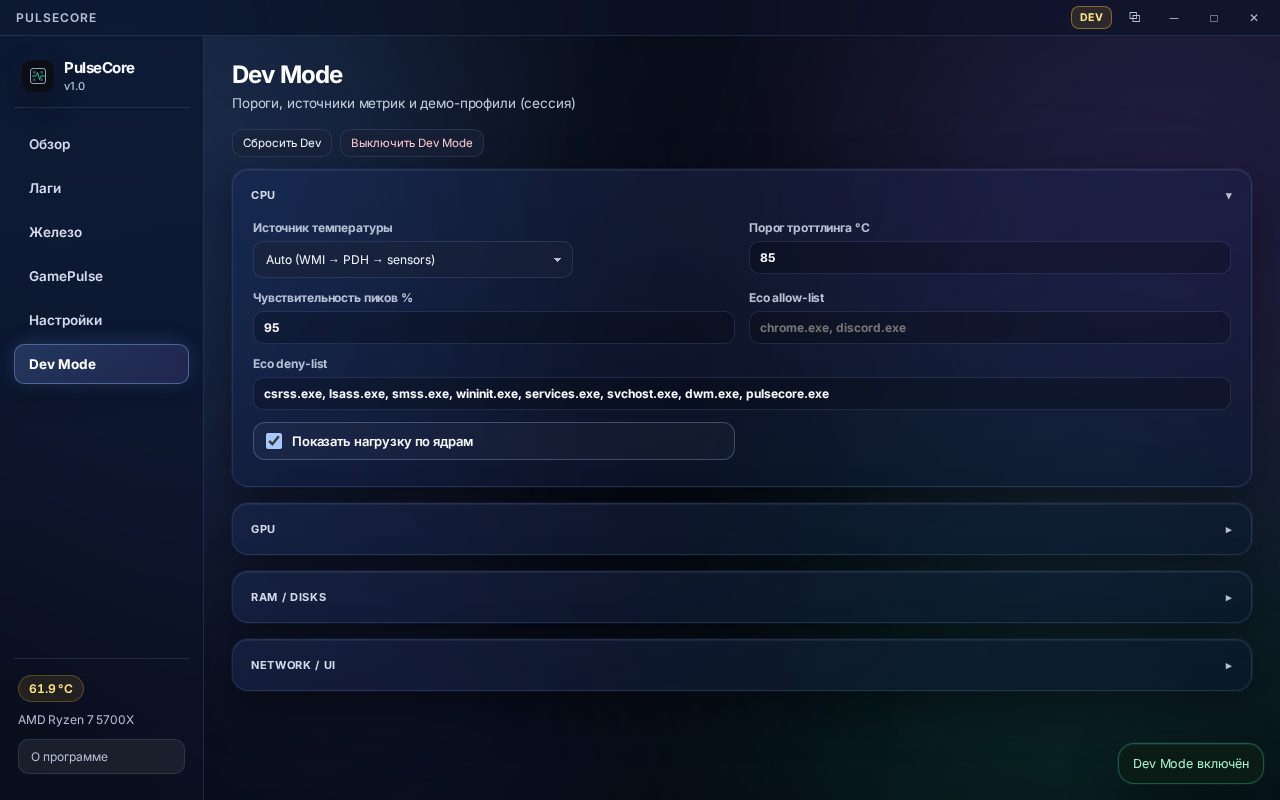 PULSECORE
DEV
PulseCore
v1.0
Обзор
Лаги
Железо
GamePulse
Настройки
Dev Mode
61.9 °C
AMD Ryzen 7 5700X
О программе
Dev Mode
Пороги, источники метрик и демо-профили (сессия)
Сбросить Dev
Выключить Dev Mode
CPU
Источник температуры
Auto (WMI → PDH → sensors)
Порог троттлинга °C
85
Чувствительность пиков %
95
Eco allow-list
chrome.exe, discord.exe
Eco deny-list
csrss.exe, lsass.exe, smss.exe, wininit.exe, services.exe, svchost.exe, dwm.exe, pulsecore.exe
Показать нагрузку по ядрам
GPU
RAM / DISKS
NETWORK / UI
Dev Mode включён